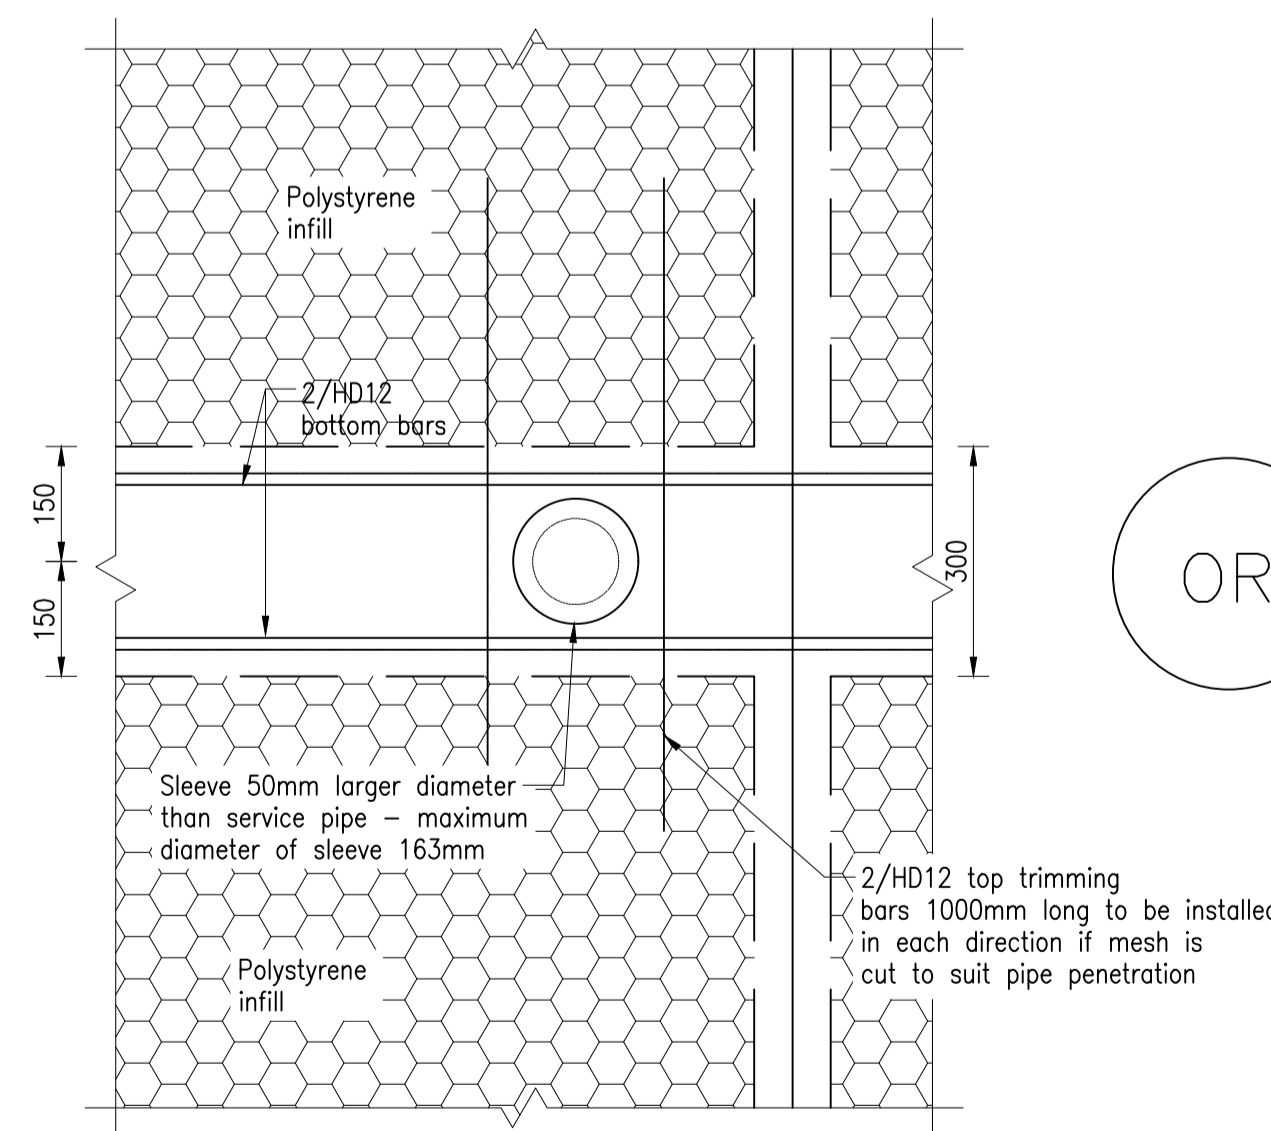 Polystyrene
infill
2/HD12
bottom bars
150
150
300
OR
Sleeve 50mm larger diameter
than service pipe – maximum
diameter of sleeve 163mm
2/HD12 top trimming
bars 1000mm long to be installed
in each direction if mesh is
cut to suit pipe penetration
Polystyrene
infill